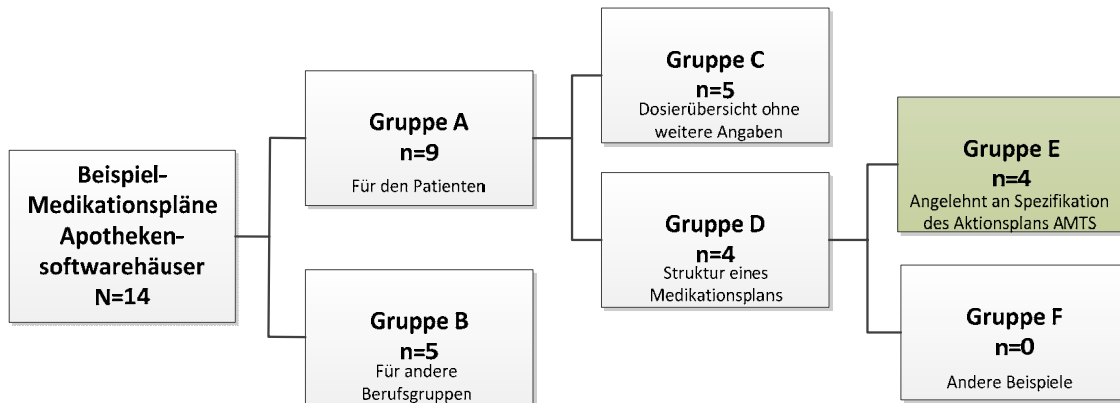 Beispiel-
Medikationspläne
Apotheken-
softwarehäuser
N=14
Gruppe A
n=9
Für den Patienten
Gruppe B
n=5
Für andere
Berufsgruppen
Gruppe C
n=5
Dosierübersicht ohne
weitere Angaben
Gruppe D
n=4
Struktur eines
Medikationsplans
Gruppe E
n=4
Angelehnt an Spezifikation
des Aktionsplans AMTS
Gruppe F
n=0
Andere Beispiele